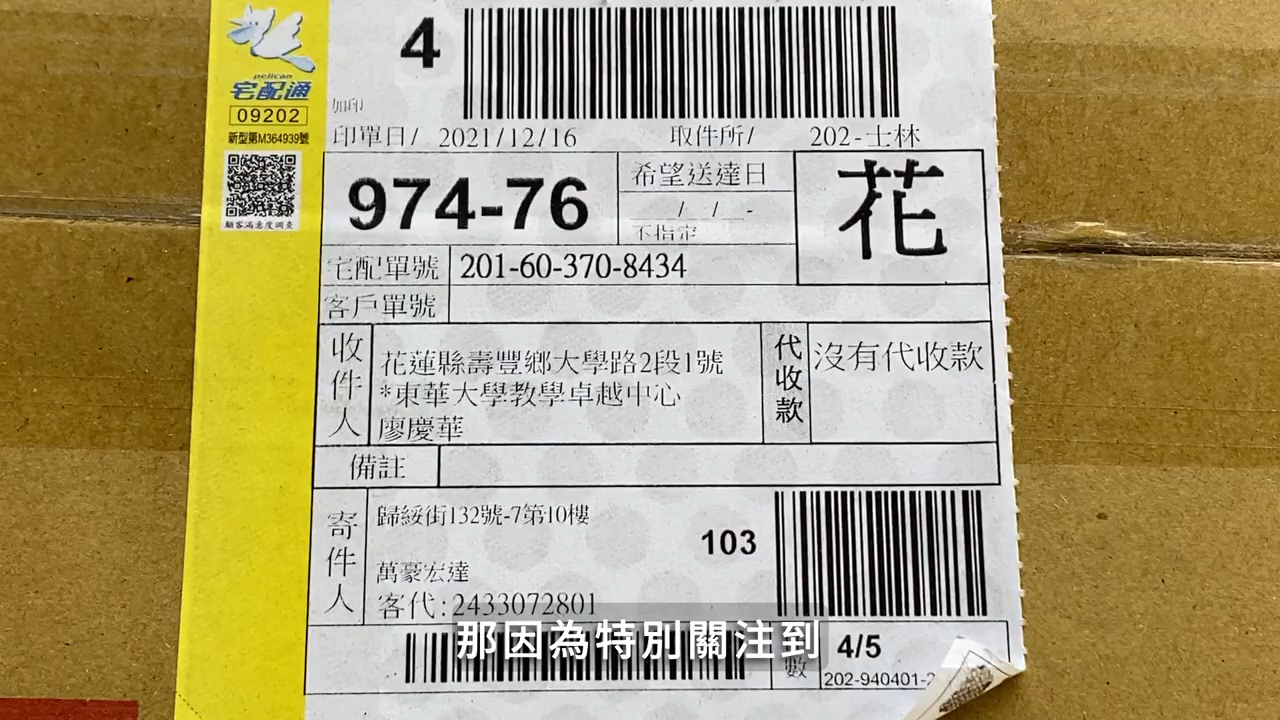 4
pelican
宅配通
09202
新型第M364939號
顧客滿意度調查
加印
印單日/ 2021/12/16 取件所/ 202-士林
974-76
希望送達日
/ / -
不指定
花
宅配單號 201-60-370-8434
客戶單號
收件人
花蓮縣壽豐鄉大學路2段1號
*東華大學教學卓越中心
廖慶華
代收款
沒有代收款
備註
寄件人
歸綏街132號-7第10樓
103
萬豪宏達
客代:2433072801
那因為特別關注到
數
4/5